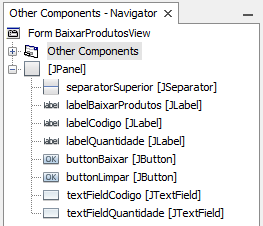 Other Components - Navigator
Form BaixarProdutosView
Other Components
[JPanel]
separatorSuperior [JSeparator]
label labelBaixarProdutos [JLabel]
label labelCodigo [JLabel]
label labelQuantidade [JLabel]
OK buttonBaixar [JButton]
OK buttonLimpar [JButton]
textFieldCodigo [JTextField]
textFieldQuantidade [JTextField]